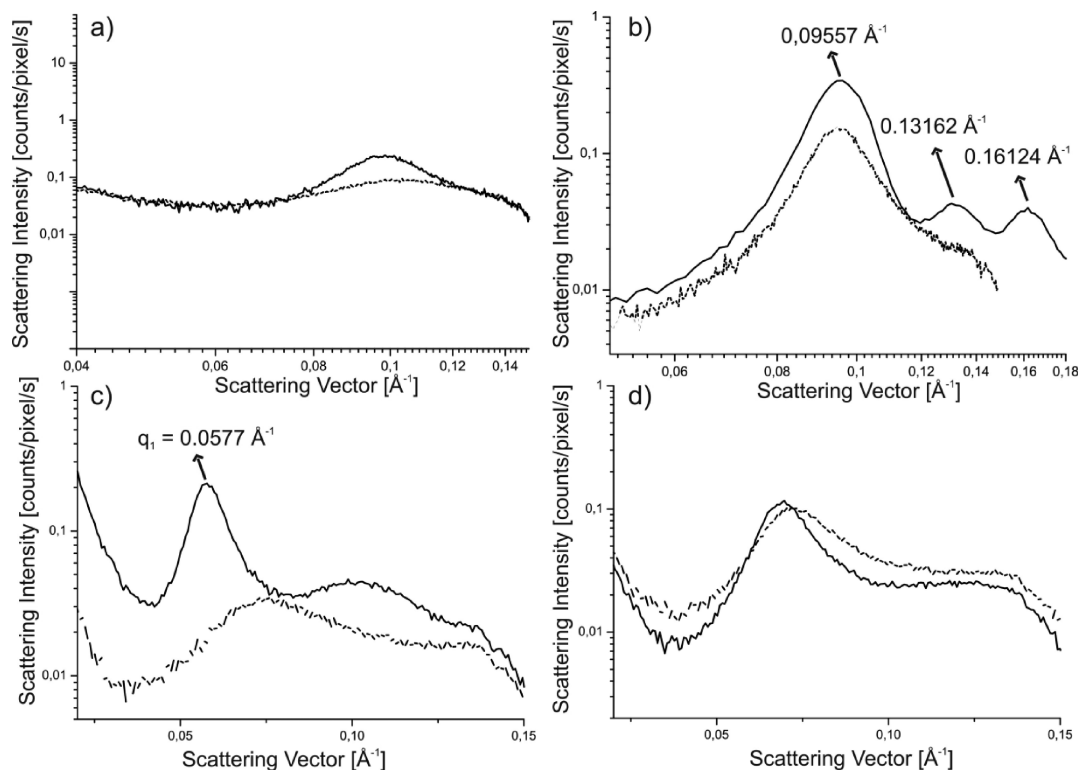 a)
Scattering Intensity [counts/pixel/s]
10
1
0,1
0,01
0,04
0,06
0,08
0,1
0,12
0,14
Scattering Vector [Å⁻¹]
b)
0,09557 Å⁻¹
0.13162 Å⁻¹
0.16124 Å⁻¹
Scattering Intensity [counts/pixel/s]
1
0,1
0,01
0,06
0,08
0,1
0,12
0,14
0,16
0,18
Scattering Vector [Å⁻¹]
c)
q₁ = 0.0577 Å⁻¹
Scattering Intensity [counts/pixel/s]
1
0,1
0,01
0,05
0,10
0,15
Scattering Vector [Å⁻¹]
d)
Scattering Intensity [counts/pixel/s]
1
0,1
0,01
0,05
0,10
0,15
Scattering Vector [Å⁻¹]